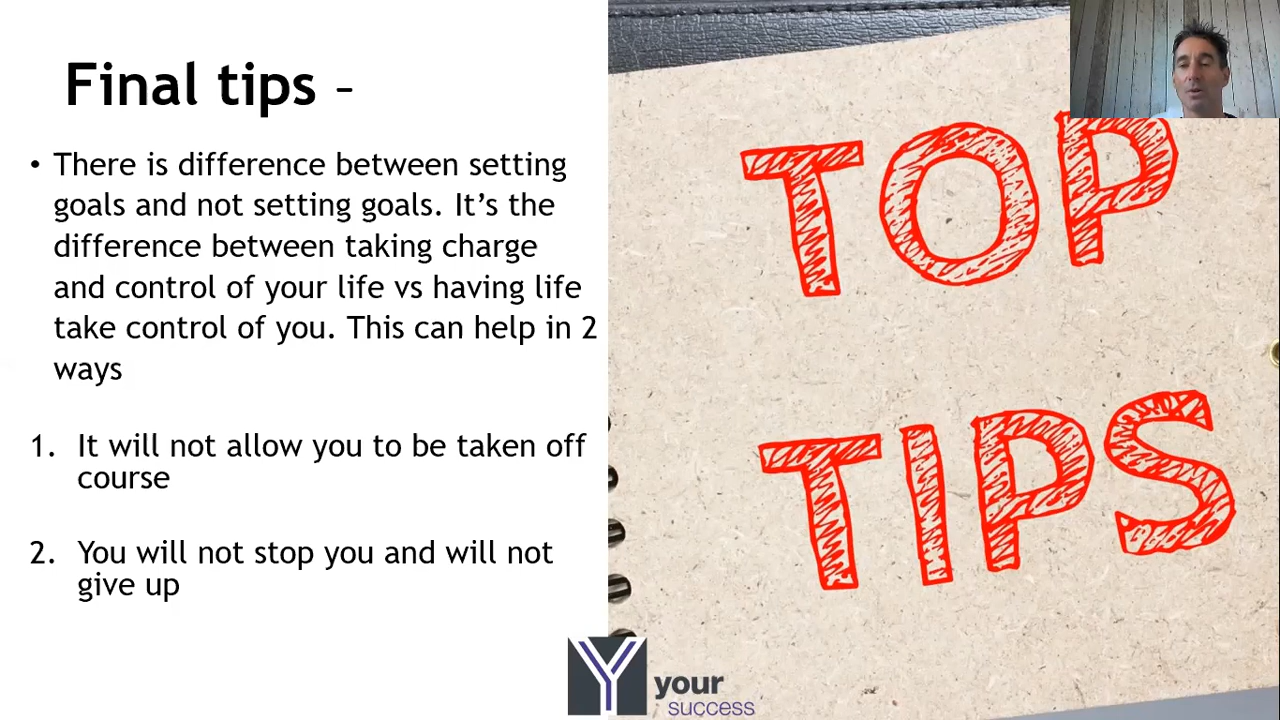 Final tips –
• There is difference between setting
goals and not setting goals. It’s the
difference between taking charge
and control of your life vs having life
take control of you. This can help in 2
ways
1. It will not allow you to be taken off
course
2. You will not stop you and will not
give up
TOP
TIPS
Y your
success